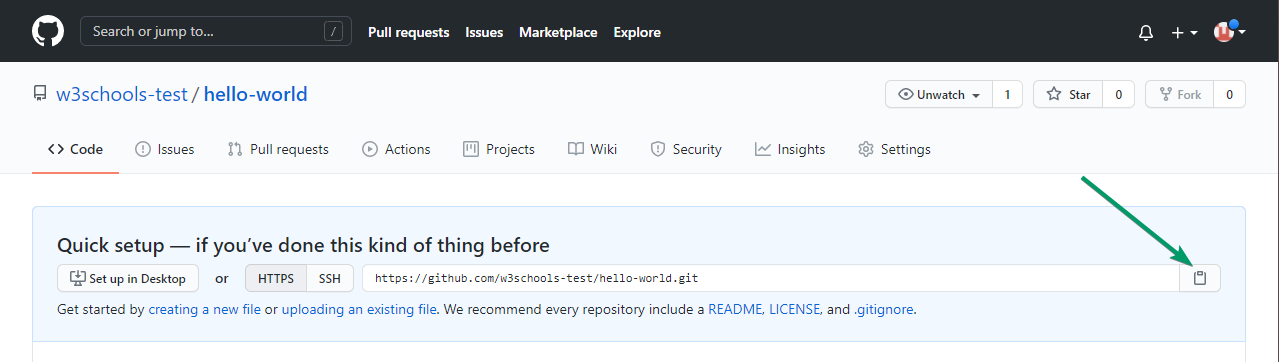 Search or jump to... / Pull requests Issues Marketplace Explore
w3schools-test / hello-world Unwatch 1 Star 0 Fork 0
Code Issues Pull requests Actions Projects Wiki Security Insights Settings
Quick setup — if you’ve done this kind of thing before
Set up in Desktop or HTTPS SSH https://github.com/w3schools-test/hello-world.git
Get started by creating a new file or uploading an existing file. We recommend every repository include a README, LICENSE, and .gitignore.